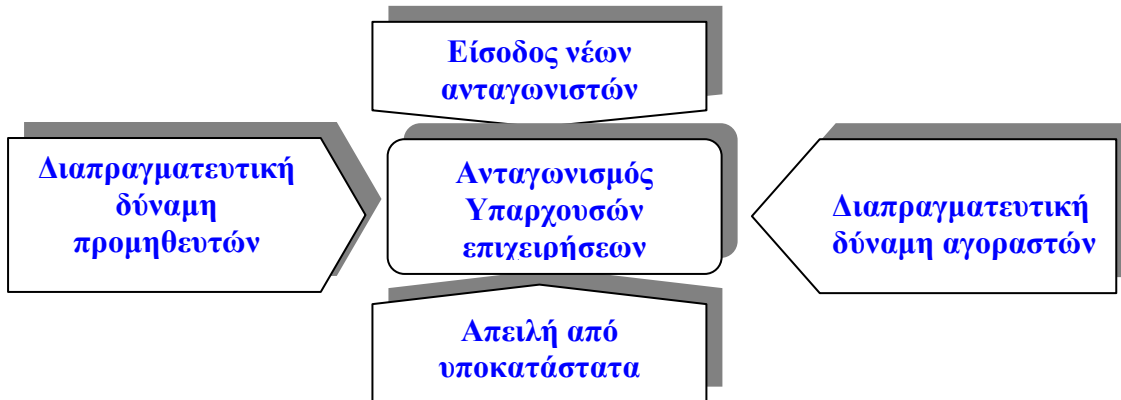 Είσοδος νέων
ανταγωνιστών
Διαπραγματευτική
δύναμη
προμηθευτών
Ανταγωνισμός
Υπαρχουσών
επιχειρήσεων
Διαπραγματευτική
δύναμη αγοραστών
Απειλή από
υποκατάστατα